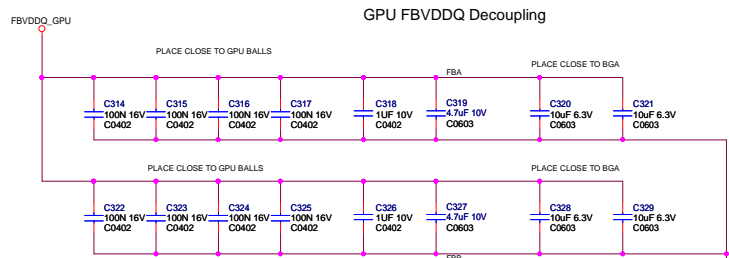 GPU FBVDDQ Decoupling
FBVDDQ_GPU
PLACE CLOSE TO GPU BALLS
PLACE CLOSE TO BGA
FBA
C314
100N 16V
C0402
C315
100N 16V
C0402
C316
100N 16V
C0402
C317
100N 16V
C0402
C318
1UF 10V
C0402
C319
4.7uF 10V
C0603
C320
10uF 6.3V
C0603
C321
10uF 6.3V
C0603
PLACE CLOSE TO GPU BALLS
PLACE CLOSE TO BGA
C322
100N 16V
C0402
C323
100N 16V
C0402
C324
100N 16V
C0402
C325
100N 16V
C0402
C326
1UF 10V
C0402
C327
4.7uF 10V
C0603
C328
10uF 6.3V
C0603
C329
10uF 6.3V
C0603